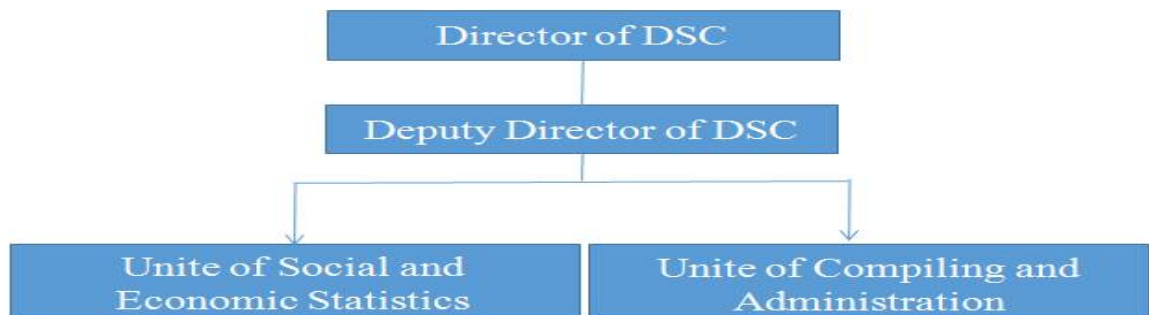 Director of DSC
Deputy Director of DSC
Unite of Social and
Economic Statistics
Unite of Compiling and
Administration